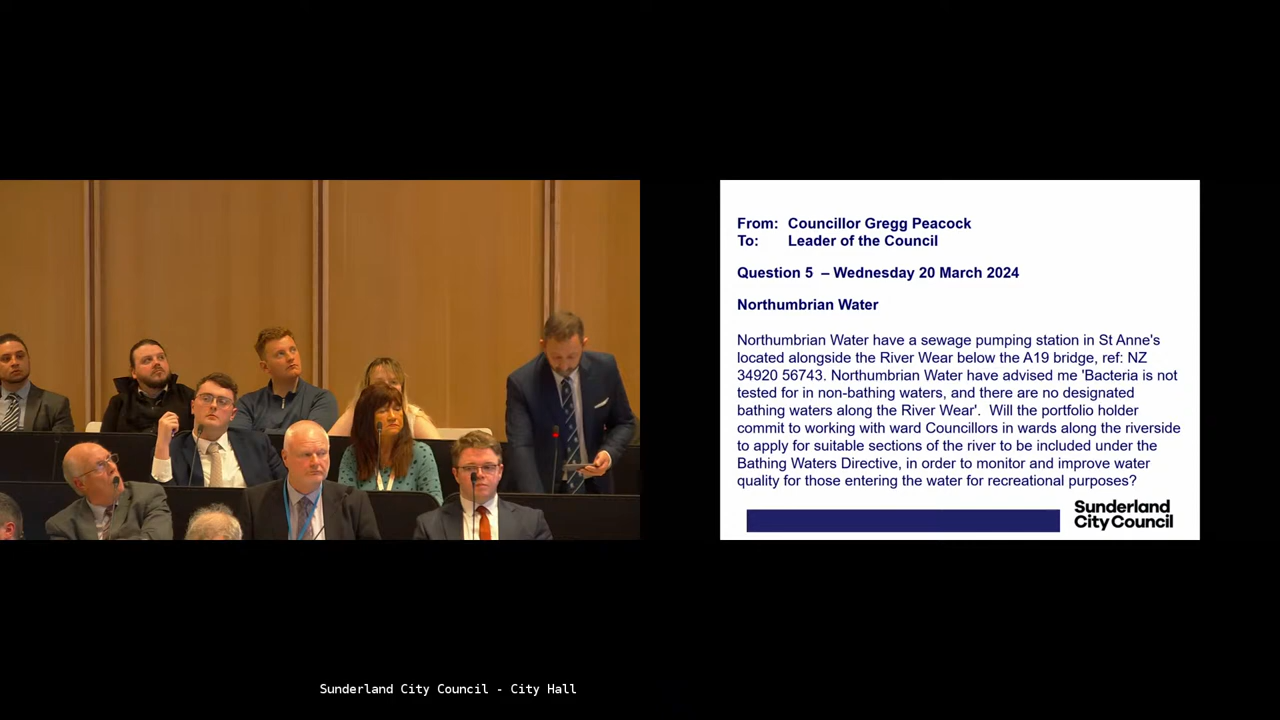 From: Councillor Gregg Peacock
To: Leader of the Council
Question 5 – Wednesday 20 March 2024
Northumbrian Water
Northumbrian Water have a sewage pumping station in St Anne's
located alongside the River Wear below the A19 bridge, ref: NZ
34920 56743. Northumbrian Water have advised me 'Bacteria is not
tested for in non-bathing waters, and there are no designated
bathing waters along the River Wear'. Will the portfolio holder
commit to working with ward Councillors in wards along the riverside
to apply for suitable sections of the river to be included under the
Bathing Waters Directive, in order to monitor and improve water
quality for those entering the water for recreational purposes?
Sunderland
City Council
Sunderland City Council - City Hall